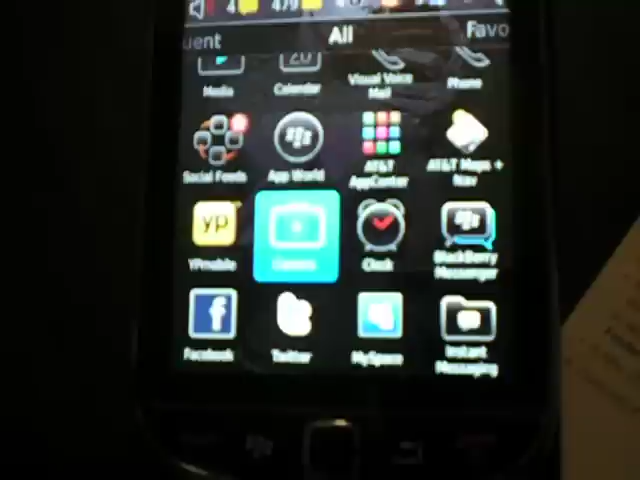 uent All Favo
Media Calendar Visual Voice Mail Phone
Social Feeds App World AT&T AppCenter AT&T Maps + Nav
YP
YPmobile Camera Clock BlackBerry Messenger
f
Facebook Twitter MySpace Instant Messaging